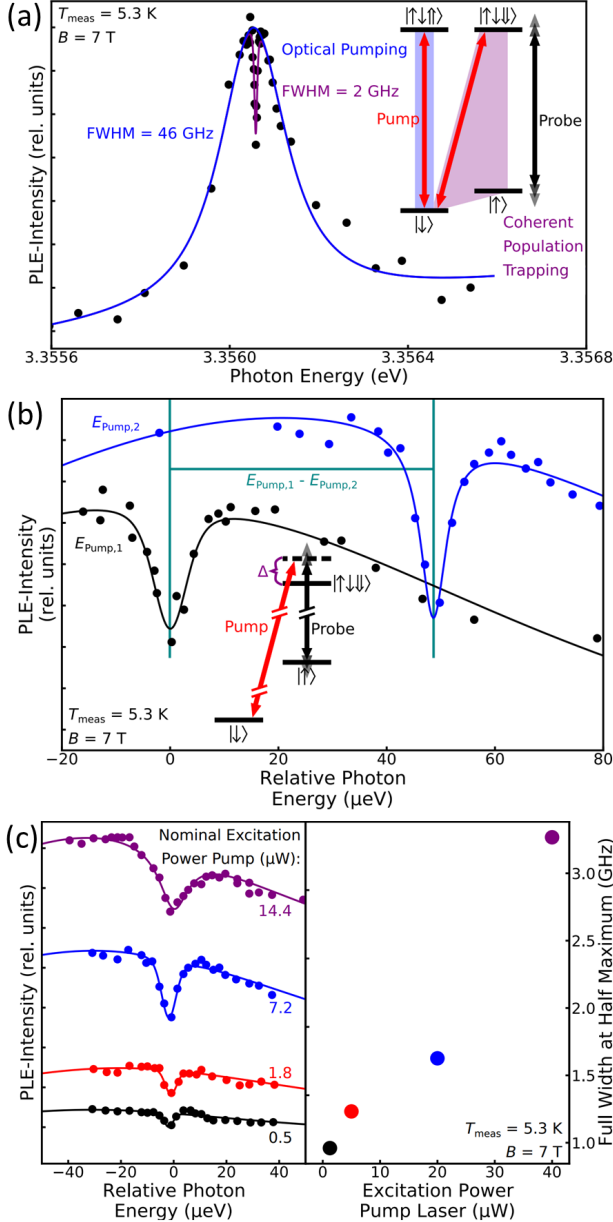 (a)
T_meas = 5.3 K
B = 7 T
Optical Pumping
FWHM = 2 GHz
FWHM = 46 GHz
|↑↓⇑⟩
|↑↓⇓⟩
Pump
Probe
|↓⟩
|↑⟩
Coherent
Population
Trapping
PLE-Intensity (rel. units)
3.3556
3.3560
3.3564
3.3568
Photon Energy (eV)
(b)
E_Pump,2
E_Pump,1 - E_Pump,2
E_Pump,1
Δ
|↑↓⇓⟩
Pump
Probe
|↑⟩
|↓⟩
T_meas = 5.3 K
B = 7 T
PLE-Intensity
(rel. units)
−20
0
20
40
60
80
Relative Photon
Energy (μeV)
(c)
Nominal Excitation
Power Pump (μW):
14.4
7.2
1.8
0.5
PLE-Intensity (rel. units)
−40
−20
0
20
40
Relative Photon
Energy (μeV)
T_meas = 5.3 K
B = 7 T
3.0
2.5
2.0
1.5
1.0
Full Width at Half Maximum (GHz)
0
10
20
30
40
Excitation Power
Pump Laser (μW)